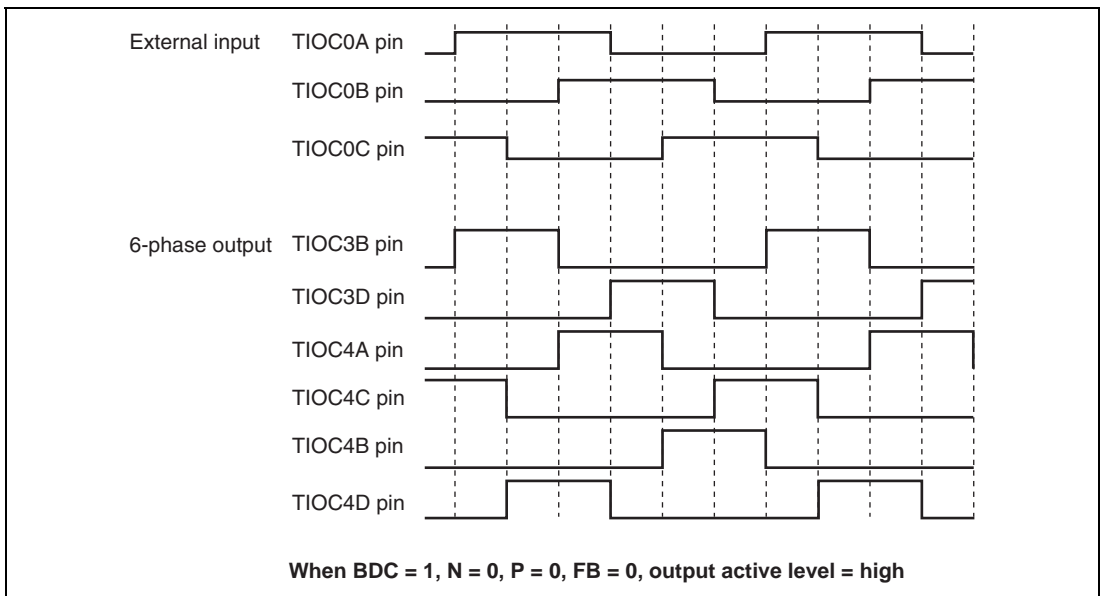 External input TIOC0A pin
TIOC0B pin
TIOC0C pin
6-phase output TIOC3B pin
TIOC3D pin
TIOC4A pin
TIOC4C pin
TIOC4B pin
TIOC4D pin
When BDC = 1, N = 0, P = 0, FB = 0, output active level = high